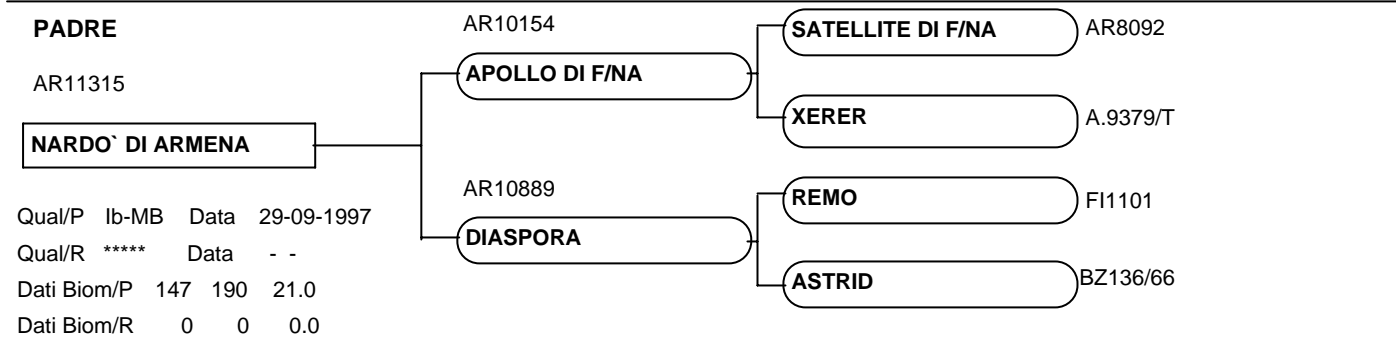 PADRE
AR11315
NARDO` DI ARMENA
Qual/P Ib-MB Data 29-09-1997
Qual/R ***** Data - -
Dati Biom/P 147 190 21.0
Dati Biom/R 0 0 0.0
AR10154
APOLLO DI F/NA
AR10889
DIASPORA
SATELLITE DI F/NA AR8092
XERER A.9379/T
REMO FI1101
ASTRID BZ136/66